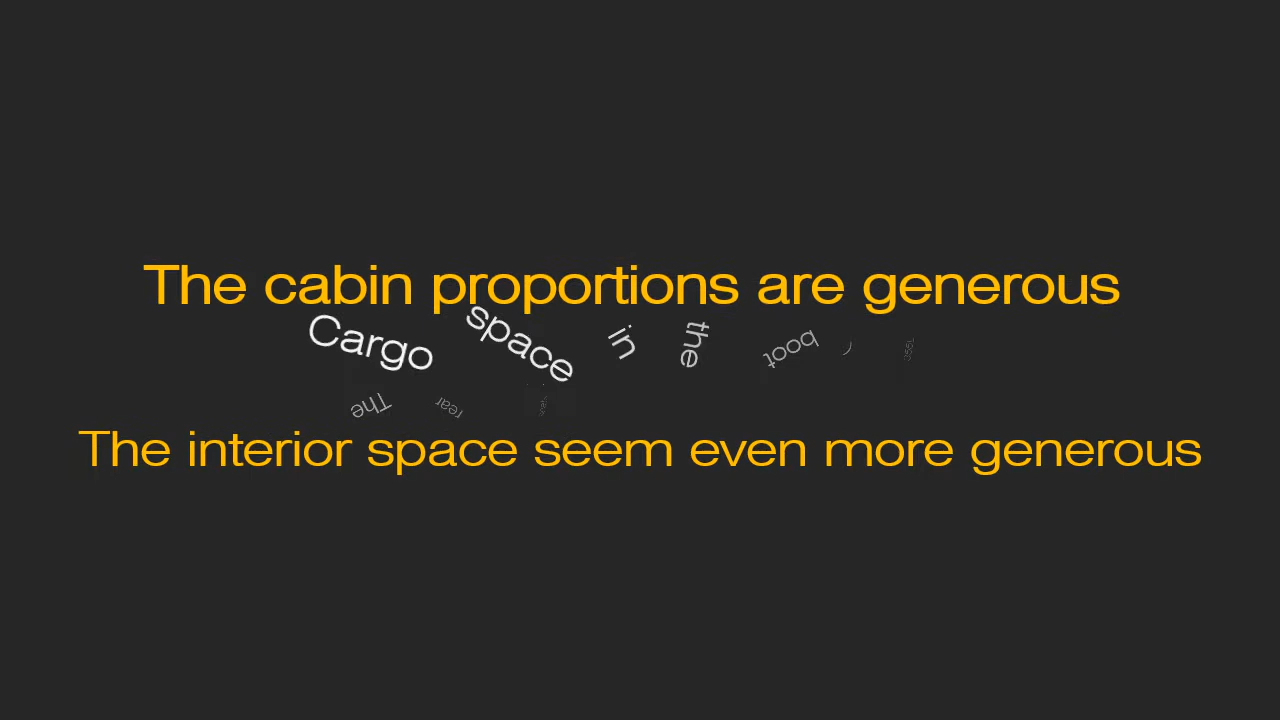 The cabin proportions are generous
Cargo space in the boot
The rear
The interior space seem even more generous